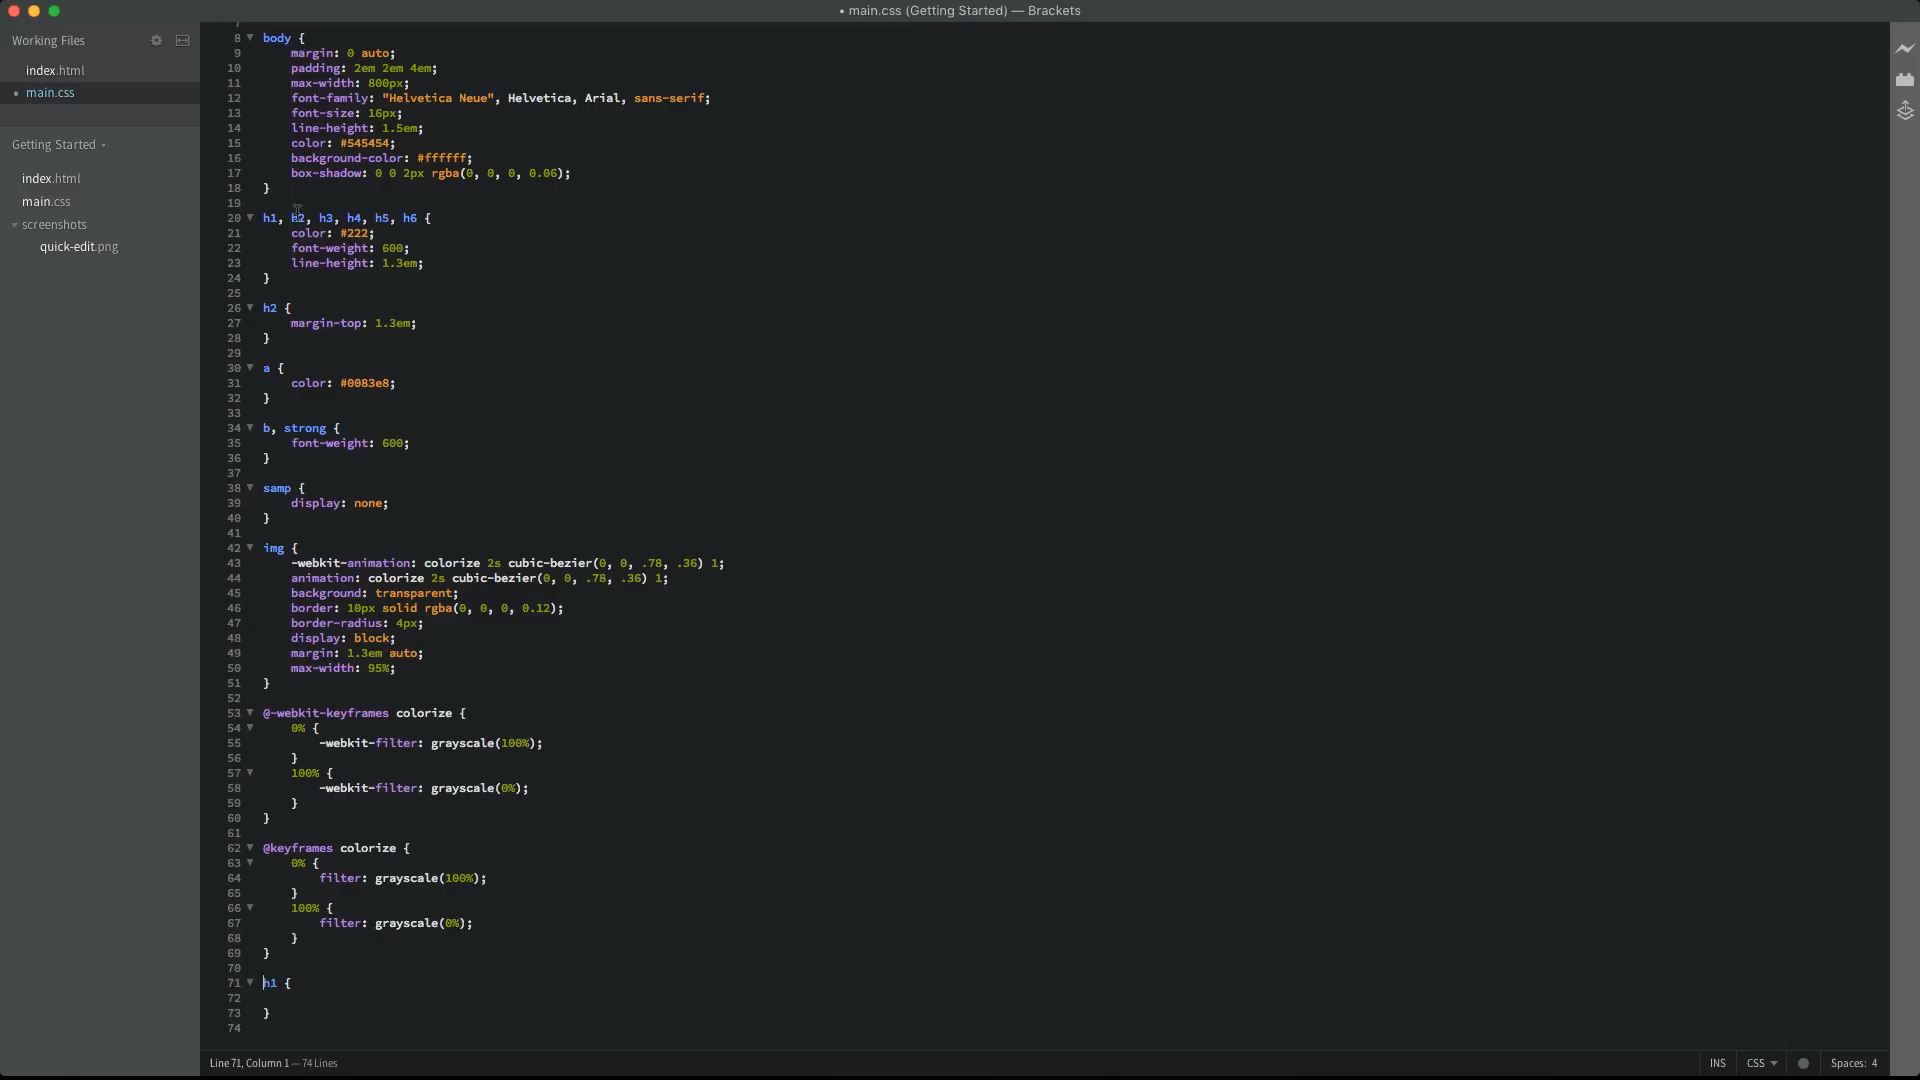 • main.css (Getting Started) — Brackets
Working Files
index.html
main.css
Getting Started
index.html
main.css
screenshots
quick-edit.png
7
8 body {
9     margin: 0 auto;
10     padding: 2em 2em 4em;
11     max-width: 800px;
12     font-family: "Helvetica Neue", Helvetica, Arial, sans-serif;
13     font-size: 16px;
14     line-height: 1.5em;
15     color: #545454;
16     background-color: #ffffff;
17     box-shadow: 0 0 2px rgba(0, 0, 0, 0.06);
18 }
19
20 h1, h2, h3, h4, h5, h6 {
21     color: #222;
22     font-weight: 600;
23     line-height: 1.3em;
24 }
25
26 h2 {
27     margin-top: 1.3em;
28 }
29
30 a {
31     color: #0083e8;
32 }
33
34 b, strong {
35     font-weight: 600;
36 }
37
38 samp {
39     display: none;
40 }
41
42 img {
43     -webkit-animation: colorize 2s cubic-bezier(0, 0, .78, .36) 1;
44     animation: colorize 2s cubic-bezier(0, 0, .78, .36) 1;
45     background: transparent;
46     border: 10px solid rgba(0, 0, 0, 0.12);
47     border-radius: 4px;
48     display: block;
49     margin: 1.3em auto;
50     max-width: 95%;
51 }
52
53 @-webkit-keyframes colorize {
54     0% {
55         -webkit-filter: grayscale(100%);
56     }
57     100% {
58         -webkit-filter: grayscale(0%);
59     }
60 }
61
62 @keyframes colorize {
63     0% {
64         filter: grayscale(100%);
65     }
66     100% {
67         filter: grayscale(0%);
68     }
69 }
70
71 h1 {
72
73 }
74
Line 71, Column 1 — 74 Lines
INS
CSS
Spaces: 4